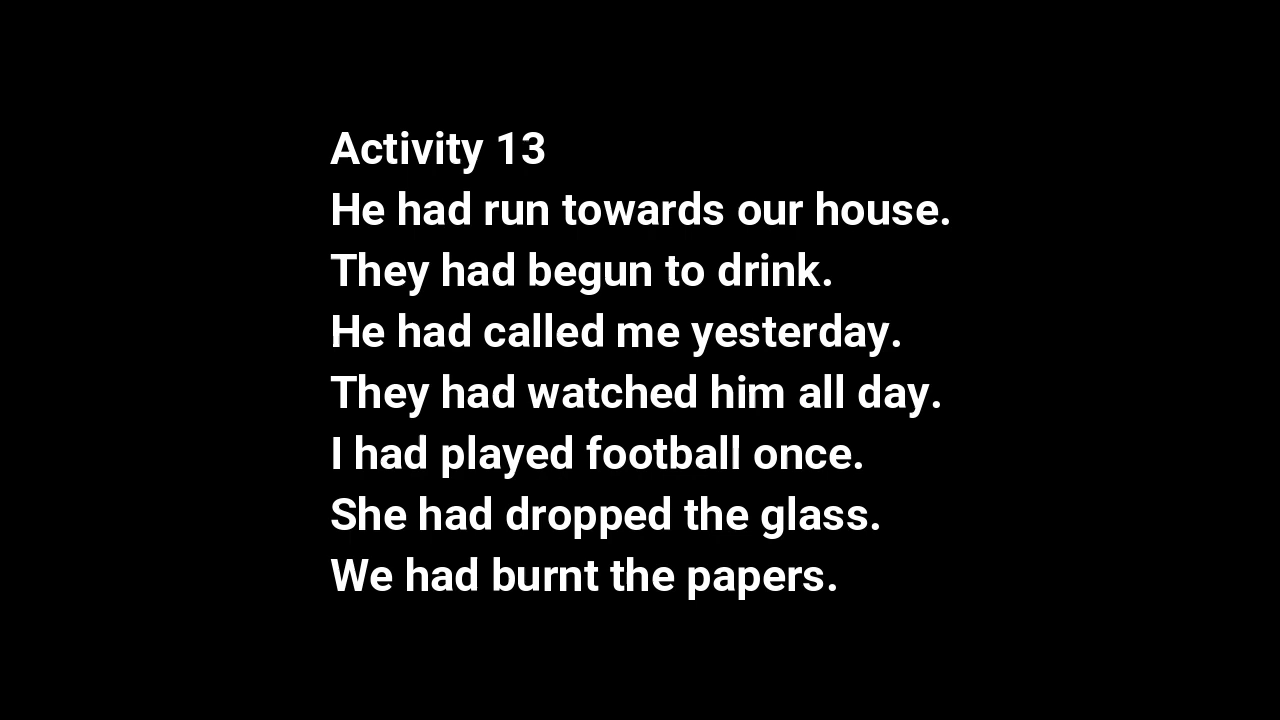 Activity 13
He had run towards our house.
They had begun to drink.
He had called me yesterday.
They had watched him all day.
I had played football once.
She had dropped the glass.
We had burnt the papers.